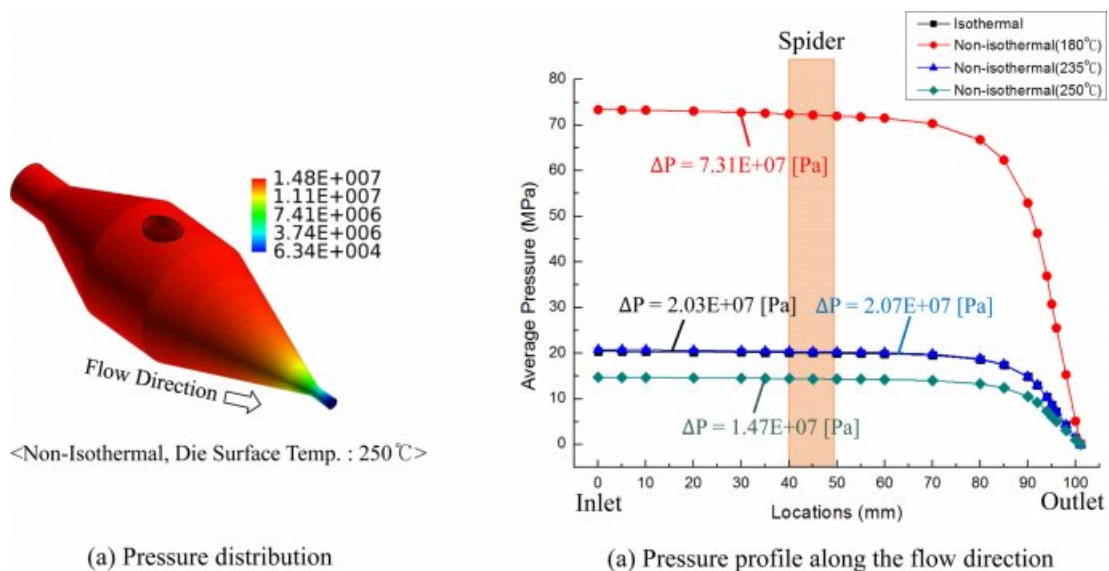 1.48E+007
1.11E+007
7.41E+006
3.74E+006
6.34E+004
Flow Direction
<Non-Isothermal, Die Surface Temp. : 250℃>
(a) Pressure distribution
Isothermal
Non-isothermal(180℃)
Non-isothermal(235℃)
Non-isothermal(250℃)
Spider
Average Pressure (MPa)
80
70
60
50
40
30
20
10
0
ΔP = 7.31E+07 [Pa]
ΔP = 2.03E+07 [Pa]
ΔP = 2.07E+07 [Pa]
ΔP = 1.47E+07 [Pa]
0 10 20 30 40 50 60 70 80 90 100
Inlet
Locations (mm)
Outlet
(a) Pressure profile along the flow direction